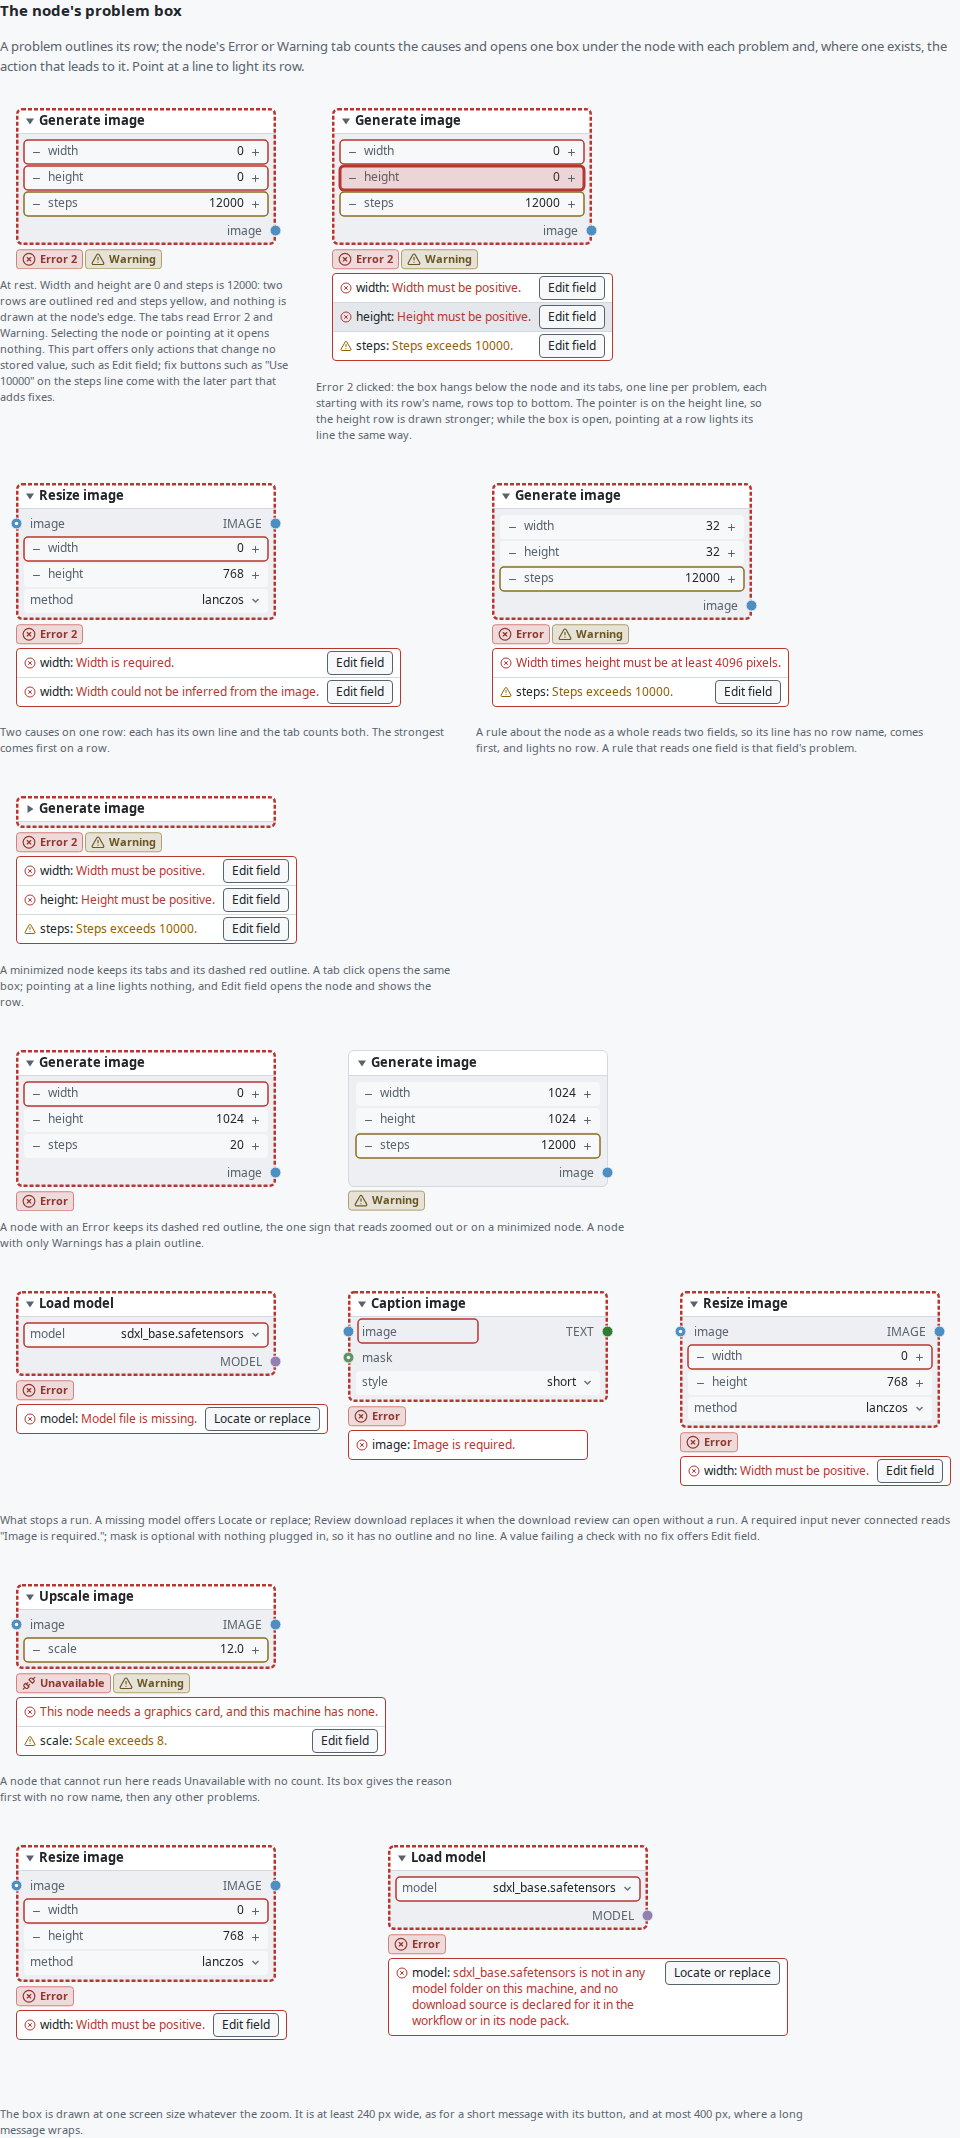 The node's problem box
A problem outlines its row; the node's Error or Warning tab counts the causes and opens one box under the node with each problem and, where one exists, the
action that leads to it. Point at a line to light its row.
Generate image
− width 0 +
− height 0 +
− steps 12000 +
image
Error 2 Warning
At rest. Width and height are 0 and steps is 12000: two
rows are outlined red and steps yellow, and nothing is
drawn at the node's edge. The tabs read Error 2 and
Warning. Selecting the node or pointing at it opens
nothing. This part offers only actions that change no
stored value, such as Edit field; fix buttons such as "Use
10000" on the steps line come with the later part that
adds fixes.
Generate image
− width 0 +
− height 0 +
− steps 12000 +
image
Error 2 Warning
width: Width must be positive. Edit field
height: Height must be positive. Edit field
steps: Steps exceeds 10000. Edit field
Error 2 clicked: the box hangs below the node and its tabs, one line per problem, each
starting with its row's name, rows top to bottom. The pointer is on the height line, so
the height row is drawn stronger; while the box is open, pointing at a row lights its
line the same way.
Resize image
image IMAGE
− width 0 +
− height 768 +
method lanczos
Error 2
width: Width is required. Edit field
width: Width could not be inferred from the image. Edit field
Two causes on one row: each has its own line and the tab counts both. The strongest
comes first on a row.
Generate image
− width 32 +
− height 32 +
− steps 12000 +
image
Error Warning
Width times height must be at least 4096 pixels.
steps: Steps exceeds 10000. Edit field
A rule about the node as a whole reads two fields, so its line has no row name, comes
first, and lights no row. A rule that reads one field is that field's problem.
Generate image
Error 2 Warning
width: Width must be positive. Edit field
height: Height must be positive. Edit field
steps: Steps exceeds 10000. Edit field
A minimized node keeps its tabs and its dashed red outline. A tab click opens the same
box; pointing at a line lights nothing, and Edit field opens the node and shows the
row.
Generate image
− width 0 +
− height 1024 +
− steps 20 +
image
Error
Generate image
− width 1024 +
− height 1024 +
− steps 12000 +
image
Warning
A node with an Error keeps its dashed red outline, the one sign that reads zoomed out or on a minimized node. A node
with only Warnings has a plain outline.
Load model
model sdxl_base.safetensors
MODEL
Error
model: Model file is missing. Locate or replace
Caption image
image TEXT
mask
style short
Error
image: Image is required.
Resize image
image IMAGE
− width 0 +
− height 768 +
method lanczos
Error
width: Width must be positive. Edit field
What stops a run. A missing model offers Locate or replace; Review download replaces it when the download review can open without a run. A required input never connected reads
"Image is required."; mask is optional with nothing plugged in, so it has no outline and no line. A value failing a check with no fix offers Edit field.
Upscale image
image IMAGE
− scale 12.0 +
Unavailable Warning
This node needs a graphics card, and this machine has none.
scale: Scale exceeds 8. Edit field
A node that cannot run here reads Unavailable with no count. Its box gives the reason
first with no row name, then any other problems.
Resize image
image IMAGE
− width 0 +
− height 768 +
method lanczos
Error
width: Width must be positive. Edit field
Load model
model sdxl_base.safetensors
MODEL
Error
model: sdxl_base.safetensors is not in any Locate or replace
model folder on this machine, and no
download source is declared for it in the
workflow or in its node pack.
The box is drawn at one screen size whatever the zoom. It is at least 240 px wide, as for a short message with its button, and at most 400 px, where a long
message wraps.